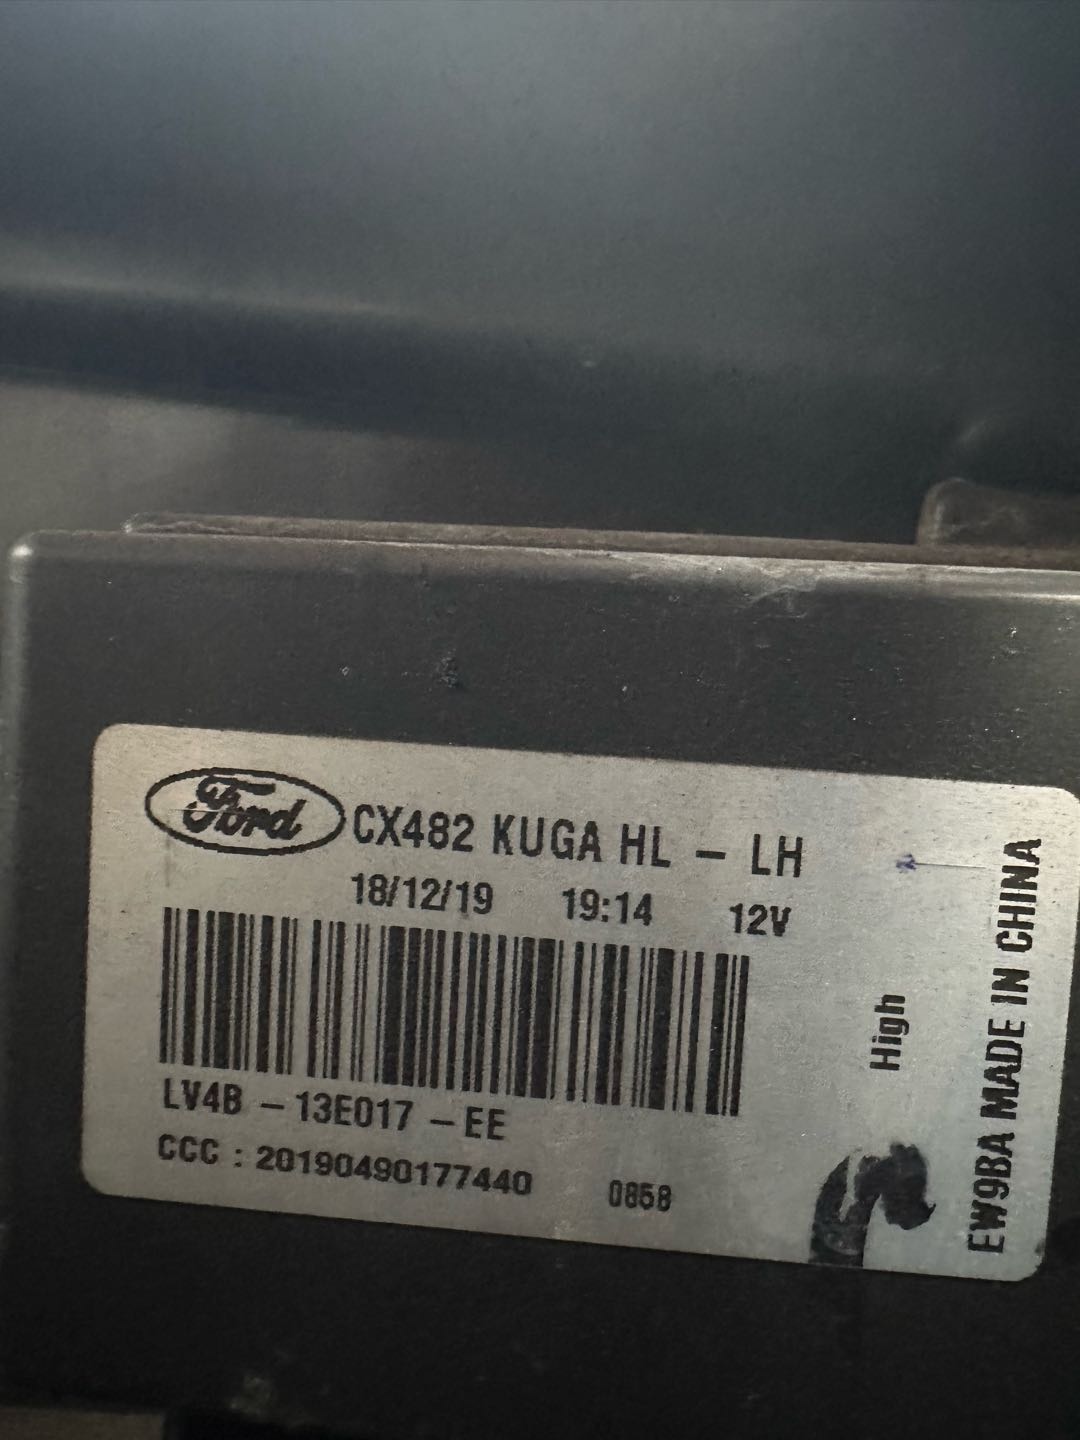 Ford CX482 KUGA HL - LH
18/12/19 19:14 12V
LV4B - 13E017 - EE
CCC : 20190490177440 0858
High
EW9BA MADE IN CHINA